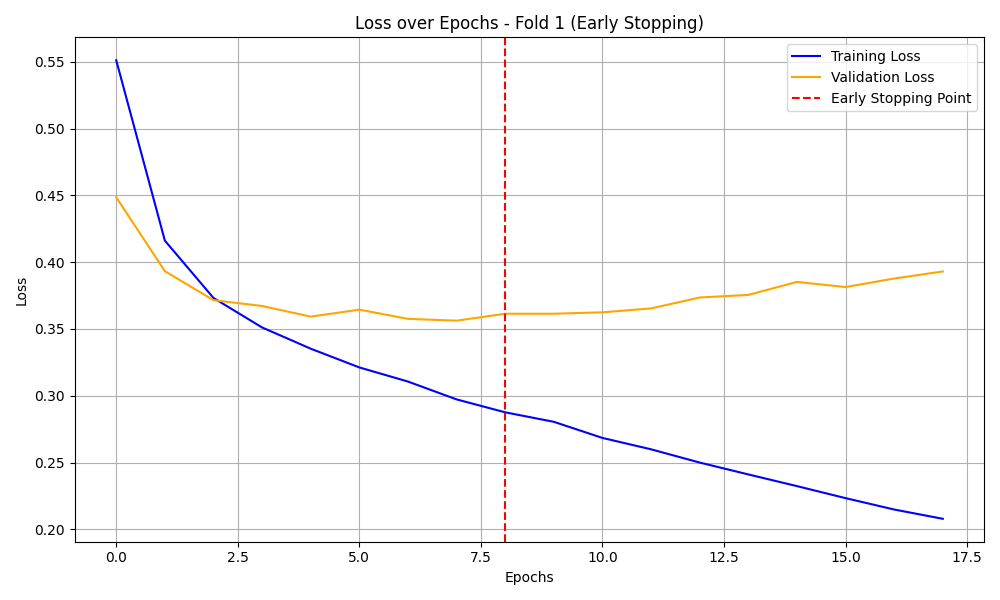 Loss over Epochs - Fold 1 (Early Stopping)
Training Loss
Validation Loss
Early Stopping Point
Loss
0.55
0.50
0.45
0.40
0.35
0.30
0.25
0.20
0.0 2.5 5.0 7.5 10.0 12.5 15.0 17.5
Epochs